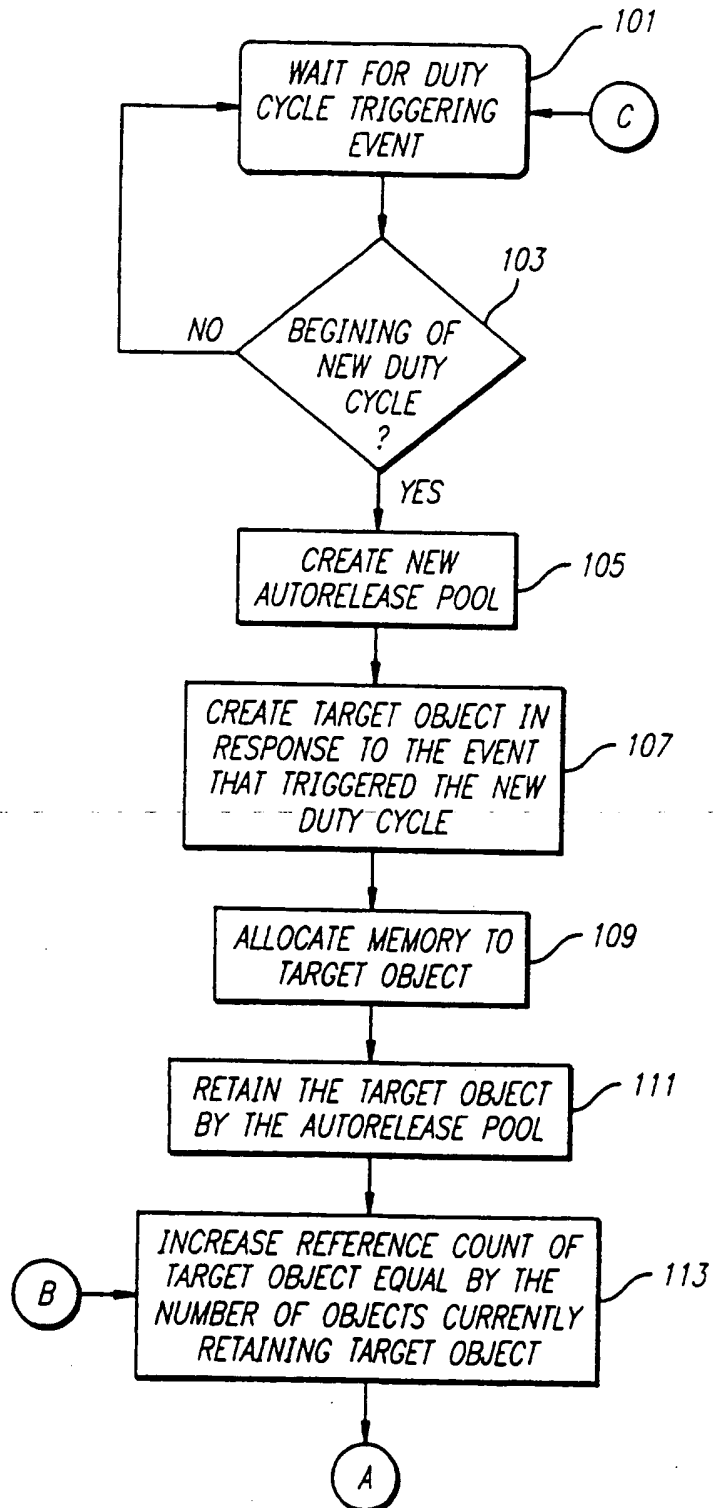 101
WAIT FOR DUTY
CYCLE TRIGGERING
EVENT
C
103
NO
BEGINING OF
NEW DUTY
CYCLE
?
YES
CREATE NEW
AUTORELEASE POOL
105
CREATE TARGET OBJECT IN
RESPONSE TO THE EVENT
THAT TRIGGERED THE NEW
DUTY CYCLE
107
ALLOCATE MEMORY TO
TARGET OBJECT
109
RETAIN THE TARGET OBJECT
BY THE AUTORELEASE POOL
111
INCREASE REFERENCE COUNT OF
TARGET OBJECT EQUAL BY THE
NUMBER OF OBJECTS CURRENTLY
RETAINING TARGET OBJECT
113
B
A